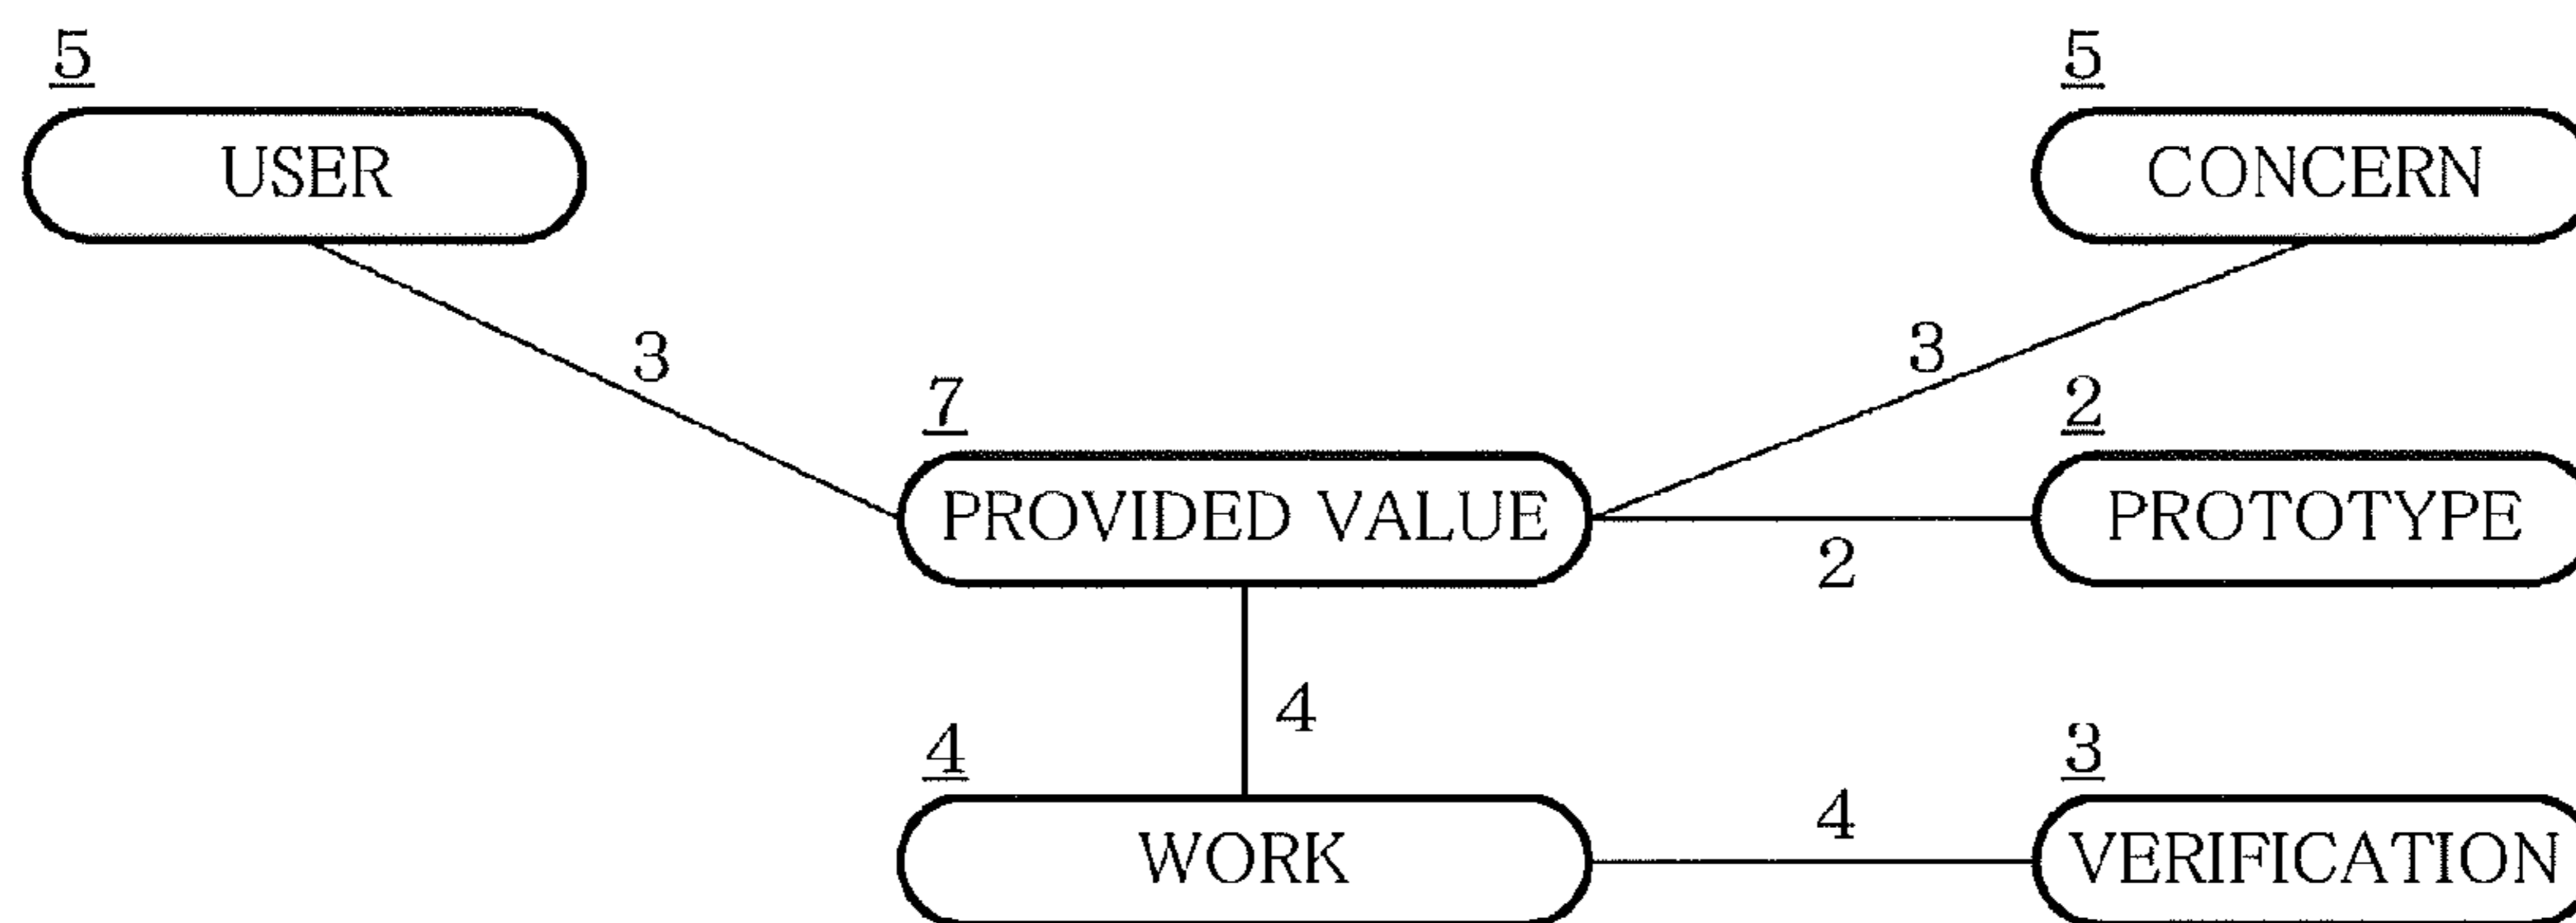 5 5
USER CONCERN
3 3
7 2
PROVIDED VALUE PROTOTYPE
2
4
4 3
4
WORK VERIFICATION